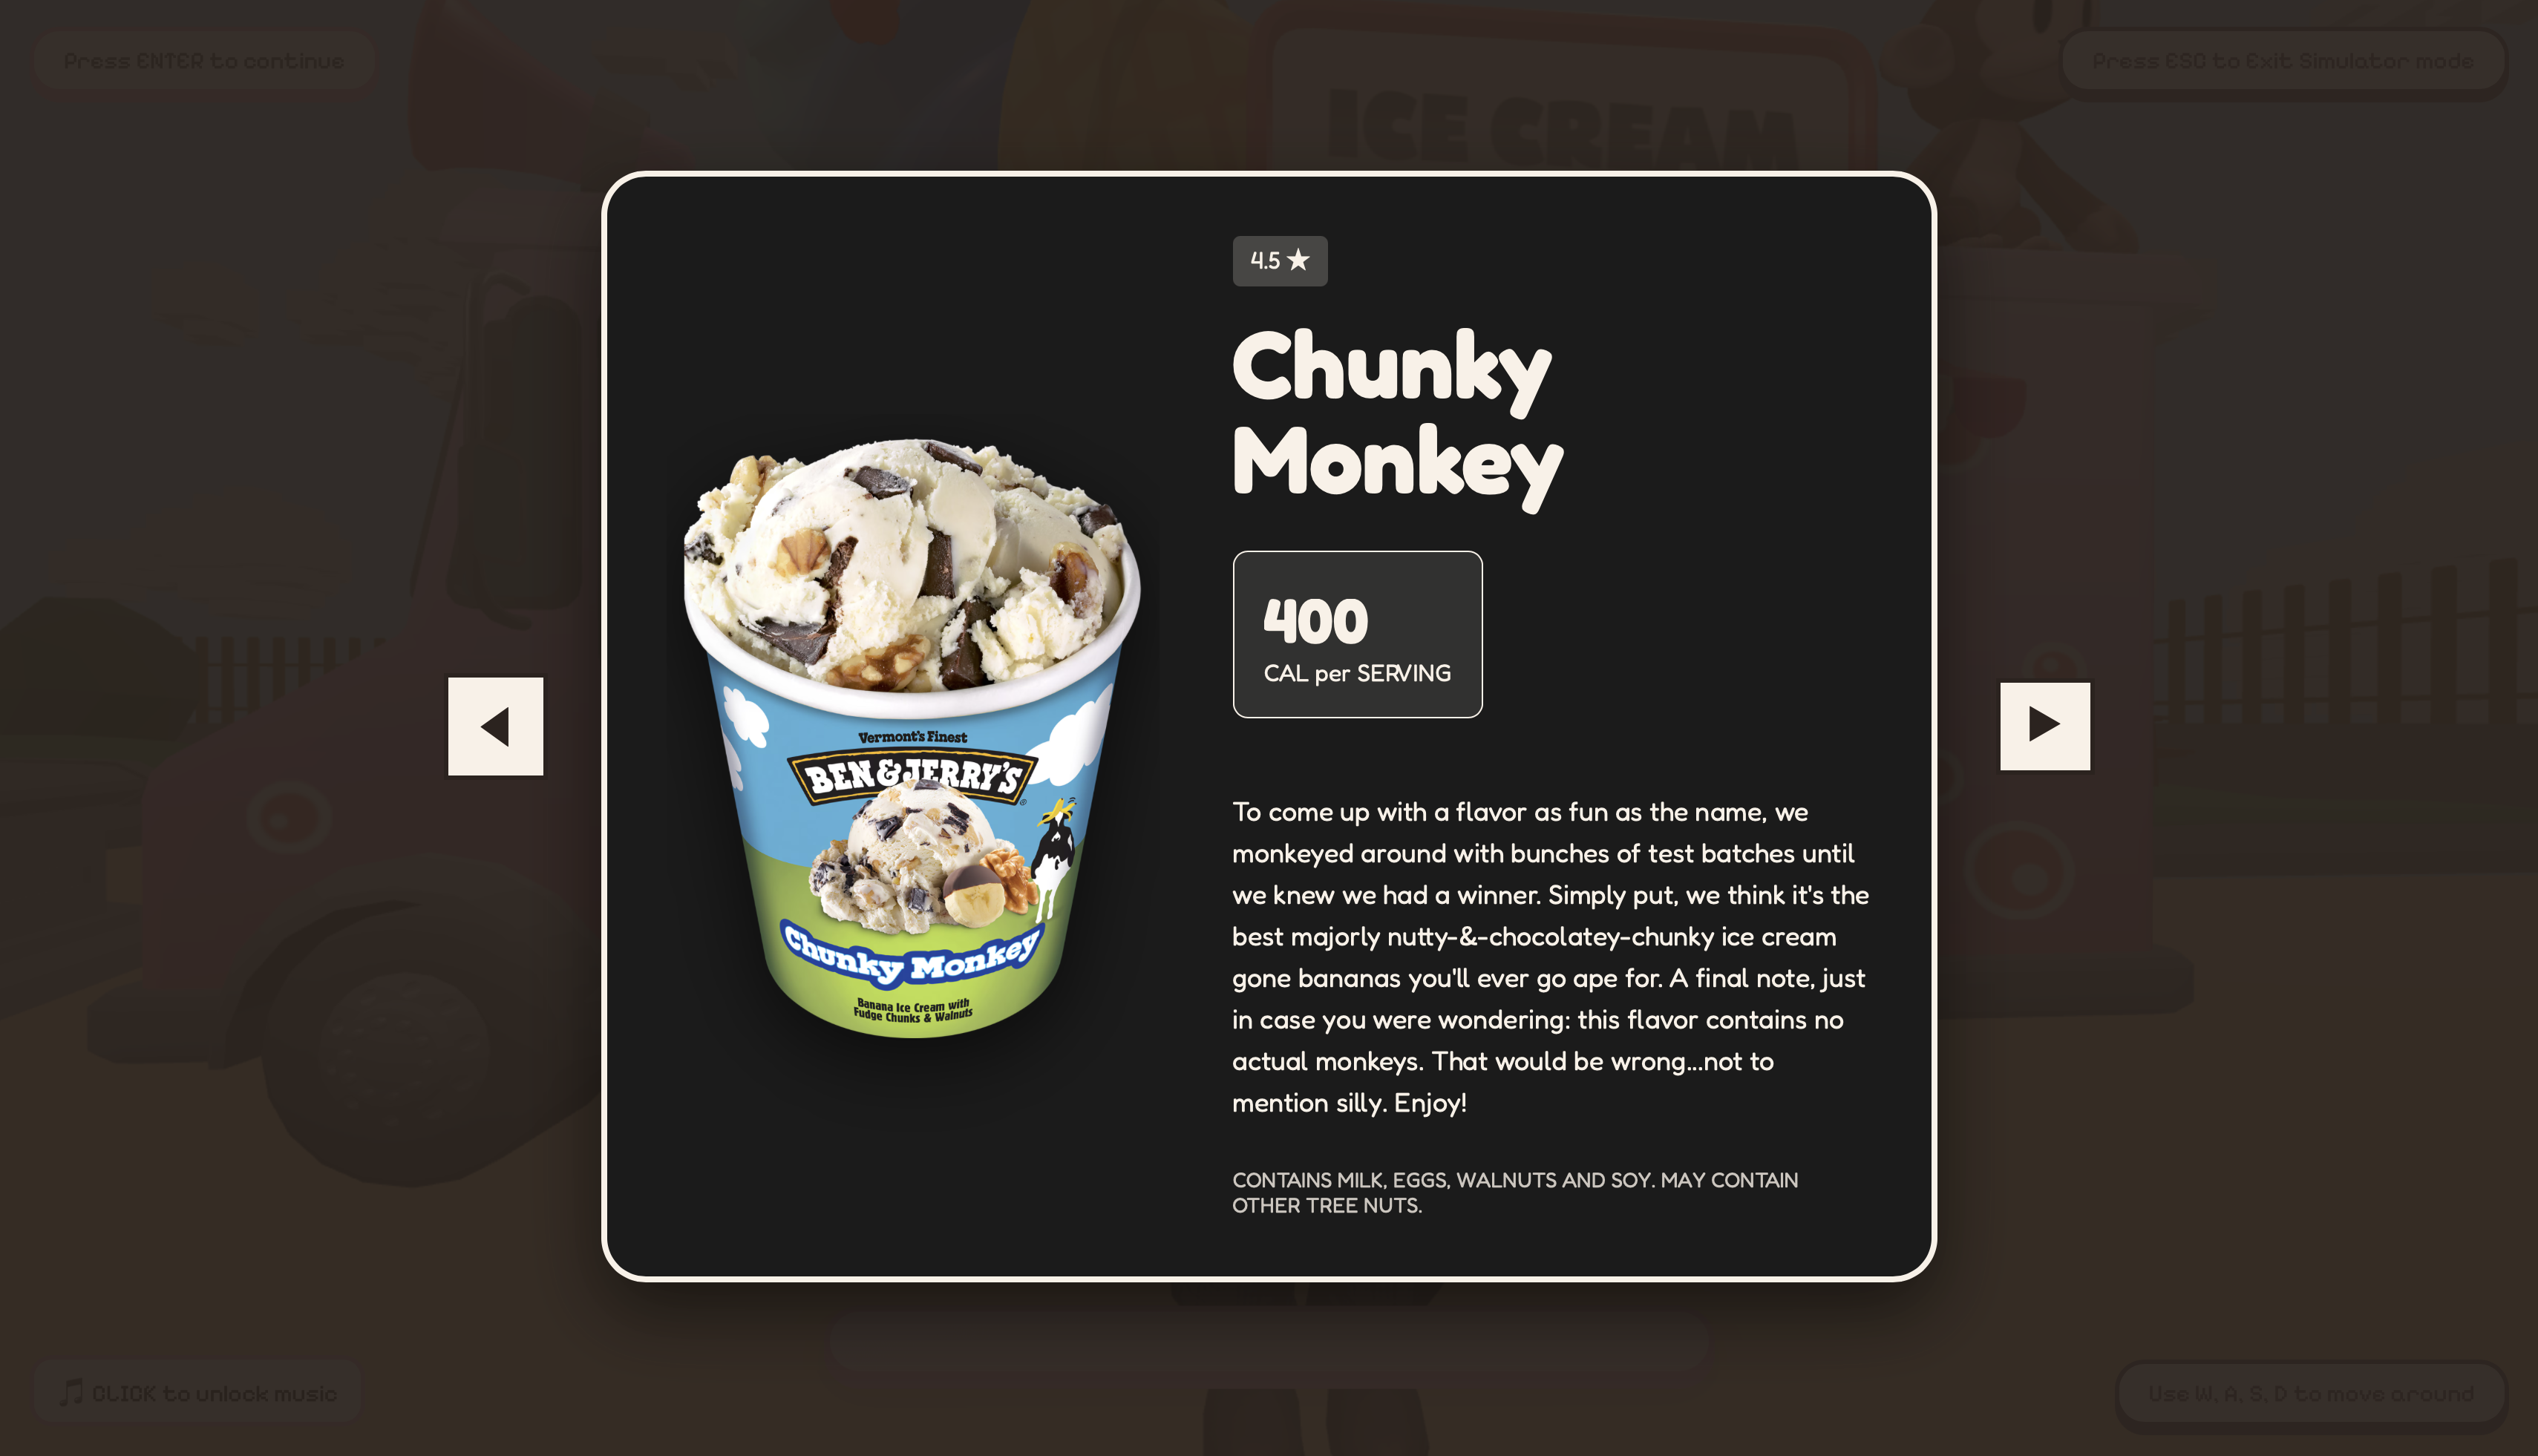 Press ENTER to continue
Press ESC to Exit Simulator mode
ICE CREAM
4.5 ★
Chunky
Monkey
400
CAL per SERVING
Vermont's Finest
BEN & JERRY'S
Chunky Monkey
Banana Ice Cream with
Fudge Chunks & Walnuts
To come up with a flavor as fun as the name, we
monkeyed around with bunches of test batches until
we knew we had a winner. Simply put, we think it's the
best majorly nutty-&-chocolatey-chunky ice cream
gone bananas you'll ever go ape for. A final note, just
in case you were wondering: this flavor contains no
actual monkeys. That would be wrong...not to
mention silly. Enjoy!
CONTAINS MILK, EGGS, WALNUTS AND SOY. MAY CONTAIN
OTHER TREE NUTS.
🎵 CLICK to unlock music
Use W, A, S, D to move around